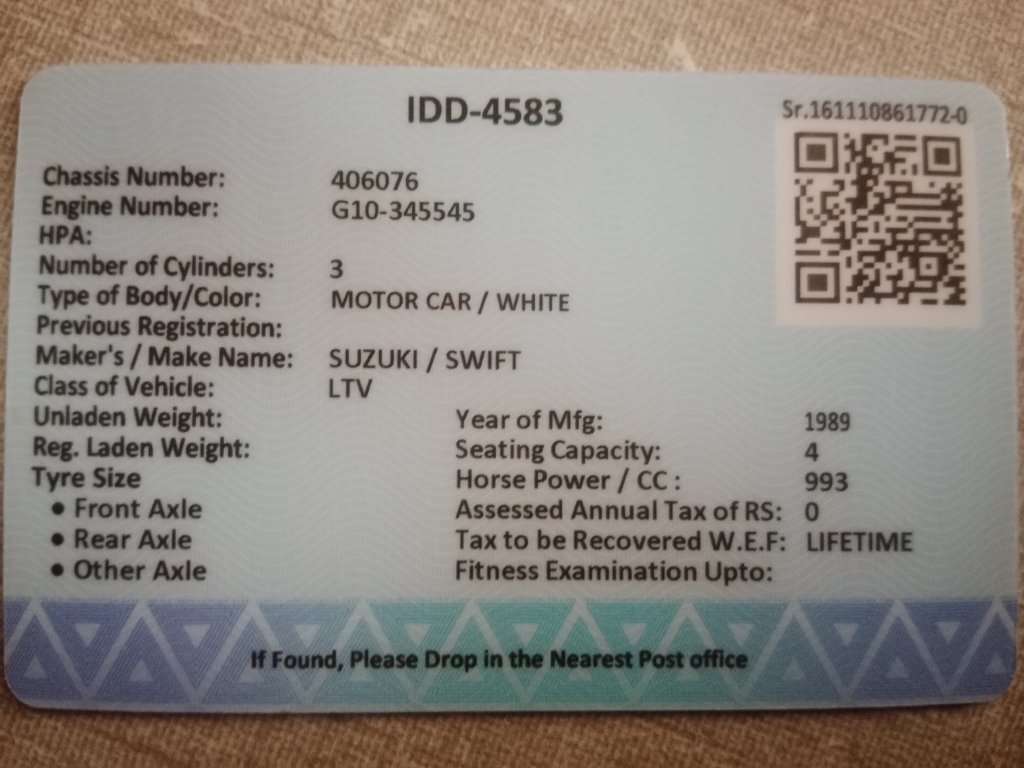 IDD-4583
Sr.161110861772-0
Chassis Number: 406076
Engine Number: G10-345545
HPA:
Number of Cylinders: 3
Type of Body/Color: MOTOR CAR / WHITE
Previous Registration:
Maker's / Make Name: SUZUKI / SWIFT
Class of Vehicle: LTV
Unladen Weight: Year of Mfg: 1989
Reg. Laden Weight: Seating Capacity: 4
Tyre Size Horse Power / CC : 993
• Front Axle Assessed Annual Tax of RS: 0
• Rear Axle Tax to be Recovered W.E.F: LIFETIME
• Other Axle Fitness Examination Upto:
If Found, Please Drop in the Nearest Post office